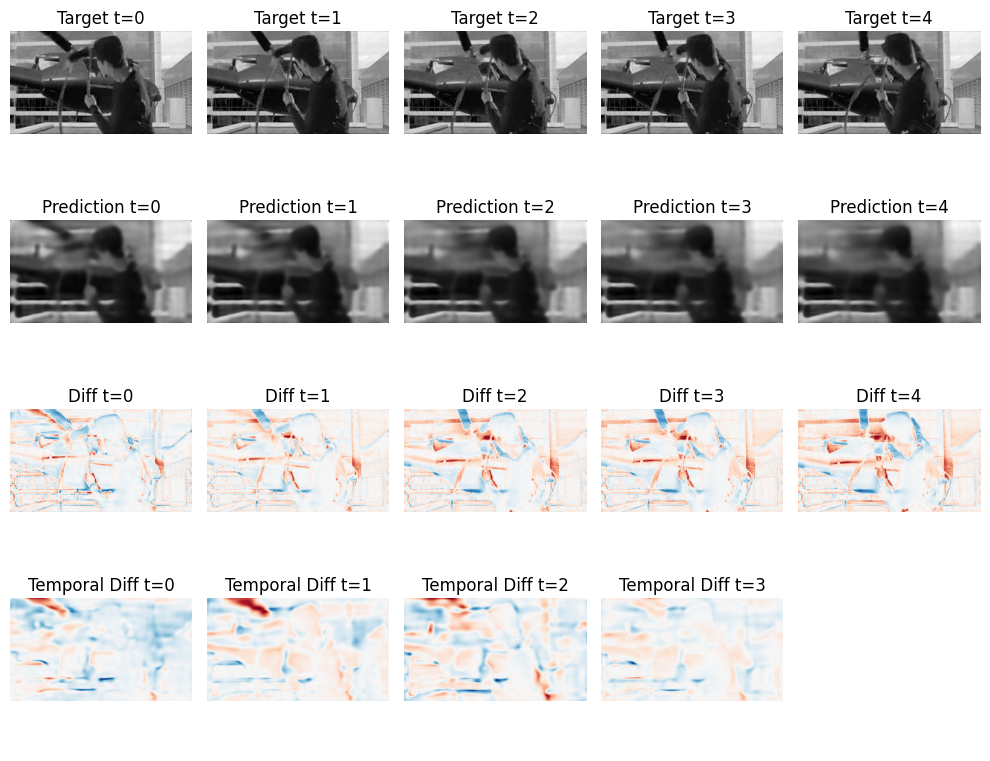 Target t=0 Target t=1 Target t=2 Target t=3 Target t=4
Prediction t=0 Prediction t=1 Prediction t=2 Prediction t=3 Prediction t=4
Diff t=0 Diff t=1 Diff t=2 Diff t=3 Diff t=4
Temporal Diff t=0 Temporal Diff t=1 Temporal Diff t=2 Temporal Diff t=3